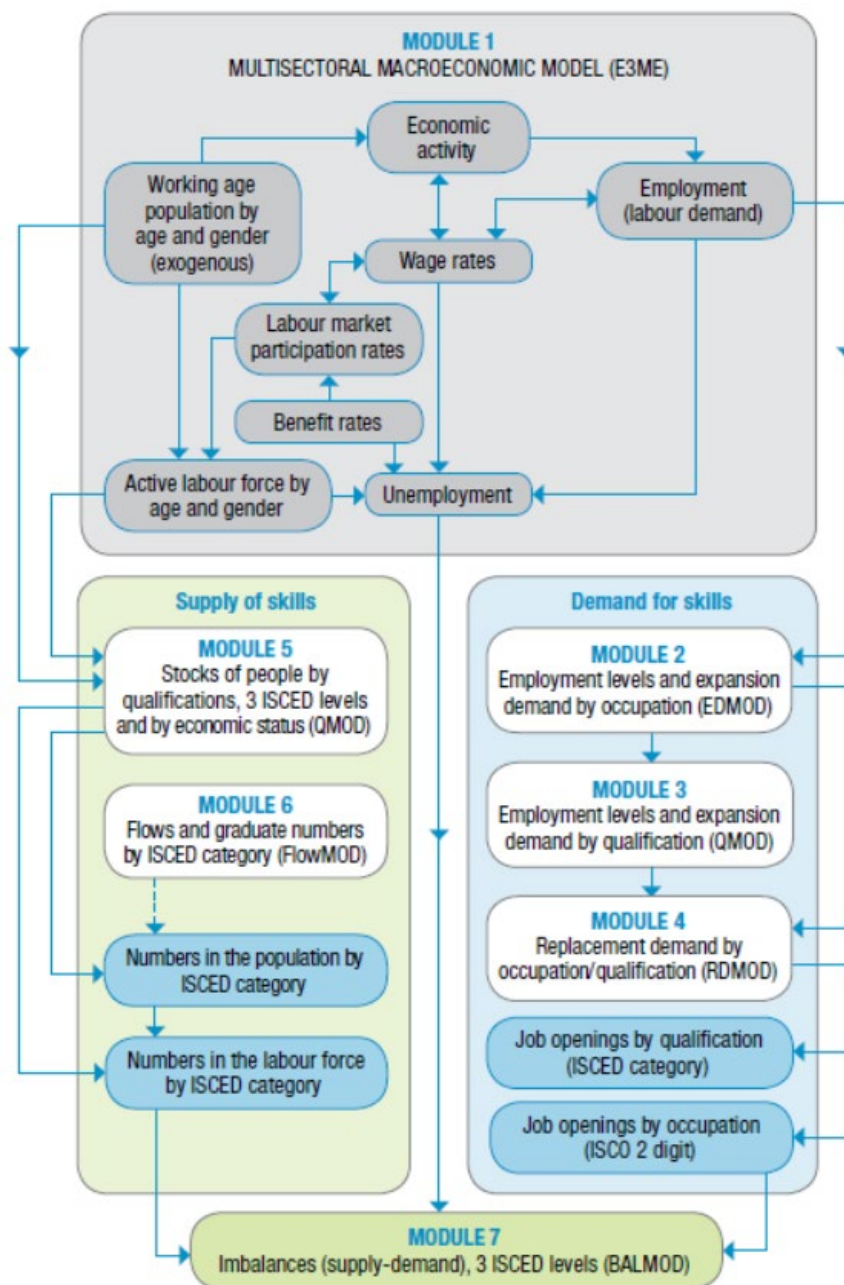 MODULE 1
MULTISECTORAL MACROECONOMIC MODEL (E3ME)
Economic
activity
Working age
population by
age and gender
(exogenous)
Employment
(labour demand)
Wage rates
Labour market
participation rates
Benefit rates
Active labour force by
age and gender
Unemployment
Supply of skills
MODULE 5
Stocks of people by
qualifications, 3 ISCED levels
and by economic status (QMOD)
MODULE 6
Flows and graduate numbers
by ISCED category (FlowMOD)
Numbers in the population by
ISCED category
Numbers in the labour force
by ISCED category
Demand for skills
MODULE 2
Employment levels and expansion
demand by occupation (EDMOD)
MODULE 3
Employment levels and expansion
demand by qualification (QMOD)
MODULE 4
Replacement demand by
occupation/qualification (RDMOD)
Job openings by qualification
(ISCED category)
Job openings by occupation
(ISCO 2 digit)
MODULE 7
Imbalances (supply-demand), 3 ISCED levels (BALMOD)